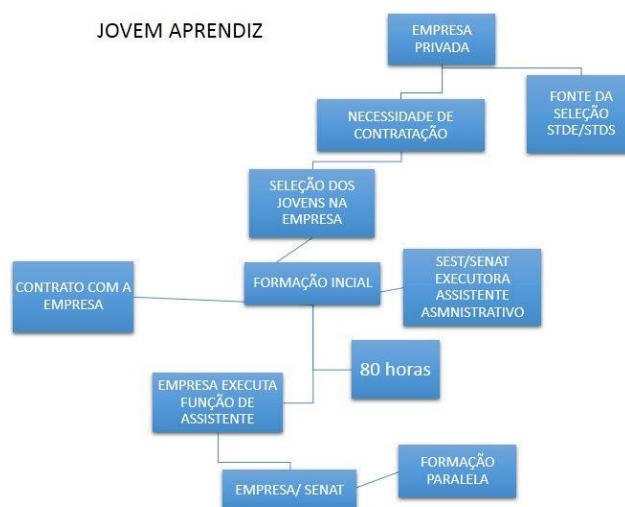 JOVEM APRENDIZ
EMPRESA
PRIVADA
FONTE DA
SELEÇÃO
STDE/STDS
NECESSIDADE DE
CONTRATAÇÃO
SELEÇÃO DOS
JOVENS NA
EMPRESA
CONTRATO COM A
EMPRESA
FORMAÇÃO INCIAL
SEST/SENAT
EXECUTORA
ASSISTENTE
ASMNISTRATIVO
80 horas
EMPRESA EXECUTA
FUNÇÃO DE
ASSISTENTE
EMPRESA/ SENAT
FORMAÇÃO
PARALELA